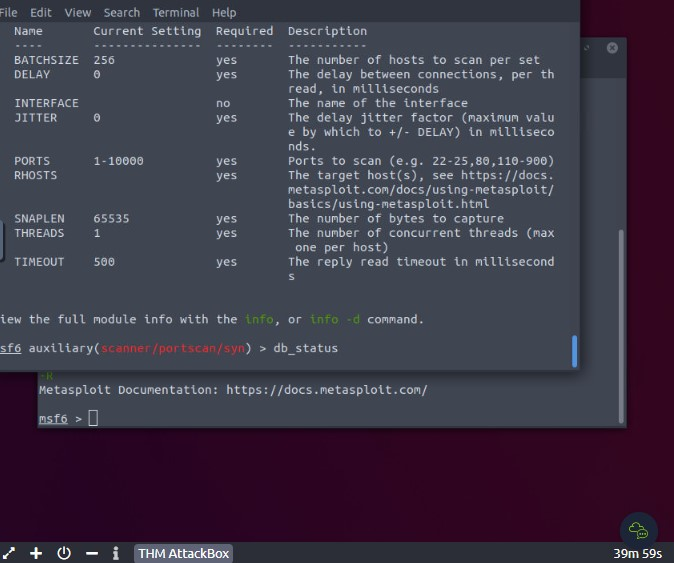 File Edit View Search Terminal Help
Name Current Setting Required Description
---- --------------- -------- -----------
BATCHSIZE 256 yes The number of hosts to scan per set
DELAY 0 yes The delay between connections, per th
read, in milliseconds
INTERFACE no The name of the interface
JITTER 0 yes The delay jitter factor (maximum valu
e by which to +/- DELAY) in milliseco
nds.
PORTS 1-10000 yes Ports to scan (e.g. 22-25,80,110-900)
RHOSTS yes The target host(s), see https://docs.
metasploit.com/docs/using-metasploit/
basics/using-metasploit.html
SNAPLEN 65535 yes The number of bytes to capture
THREADS 1 yes The number of concurrent threads (max
one per host)
TIMEOUT 500 yes The reply read timeout in millisecond
s
iew the full module info with the info, or info -d command.
sf6 auxiliary(scanner/portscan/syn) > db_status
Metasploit Documentation: https://docs.metasploit.com/
msf6 >
THM AttackBox
39m 59s